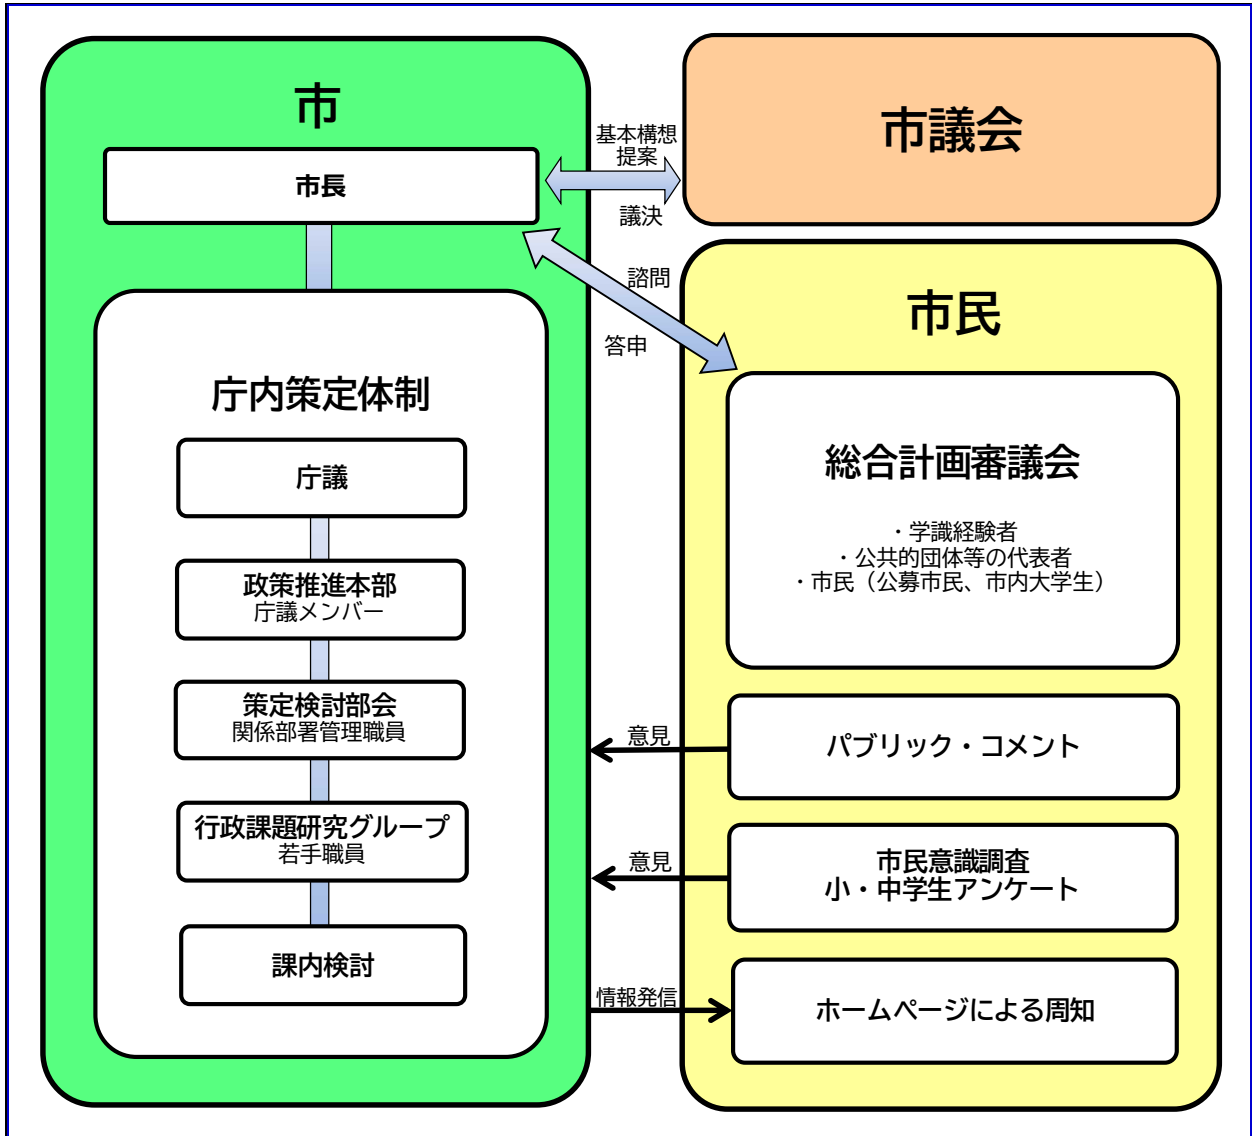 市
市長
庁内策定体制
庁議
政策推進本部
庁議メンバー
策定検討部会
関係部署管理職員
行政課題研究グループ
若手職員
課内検討
基本構想
提案
議決
諮問
答申
意見
意見
情報発信
市議会
市民
総合計画審議会
・学識経験者
・公共的団体等の代表者
・市民（公募市民、市内大学生）
パブリック・コメント
市民意識調査
小・中学生アンケート
ホームページによる周知